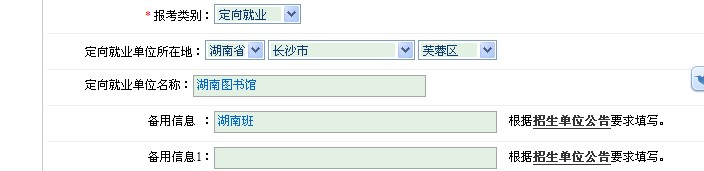 * 报考类别： 定向就业
定向就业单位所在地： 湖南省 长沙市 芙蓉区
定向就业单位名称： 湖南图书馆
备用信息 ： 湖南班 根据招生单位公告要求填写。
备用信息1： 根据招生单位公告要求填写。